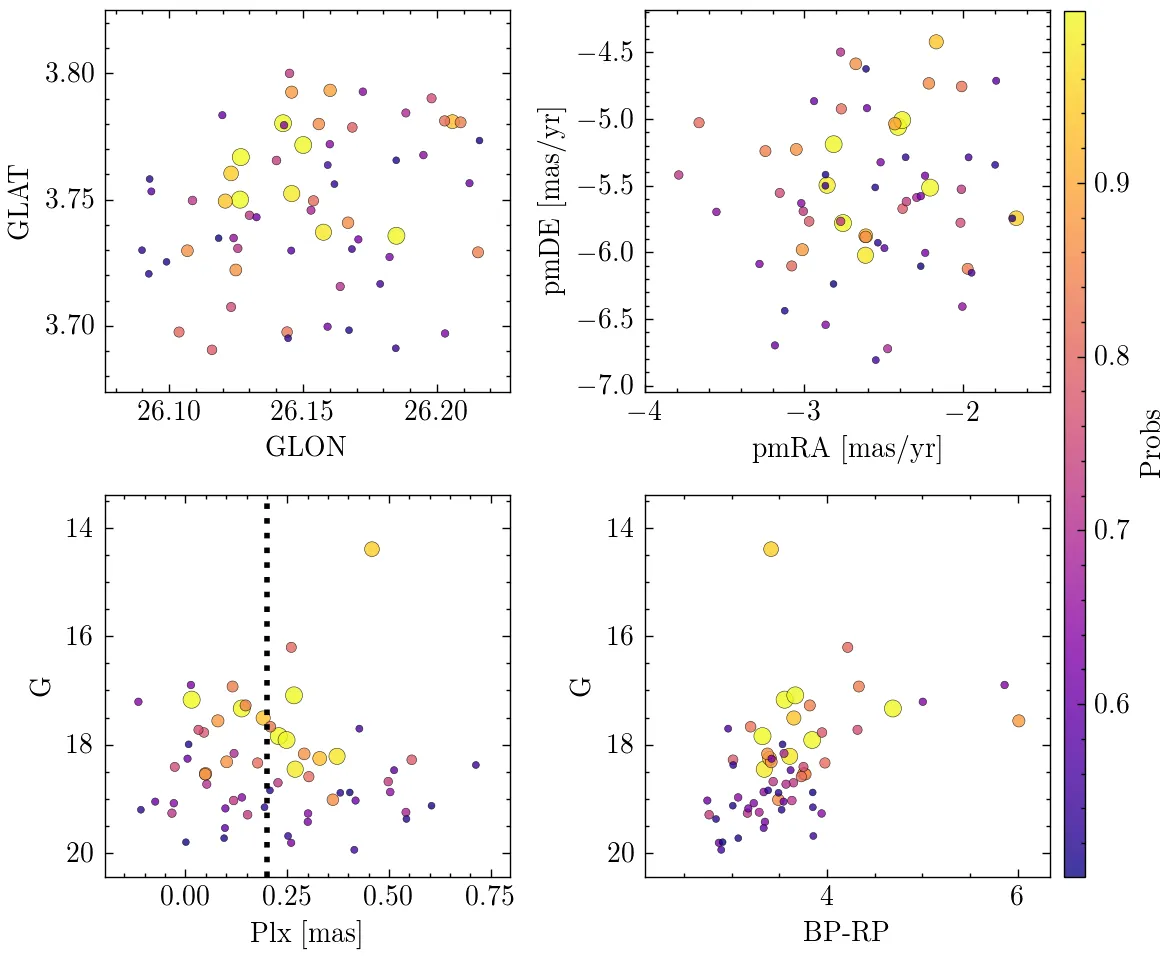 3.80
3.75
3.70
GLAT
26.10 26.15 26.20
GLON
−4.5
−5.0
−5.5
−6.0
−6.5
−7.0
pmDE [mas/yr]
−4 −3 −2
pmRA [mas/yr]
14
16
18
20
G
0.00 0.25 0.50 0.75
Plx [mas]
14
16
18
20
G
4 6
BP-RP
0.9
0.8
0.7
0.6
Probs